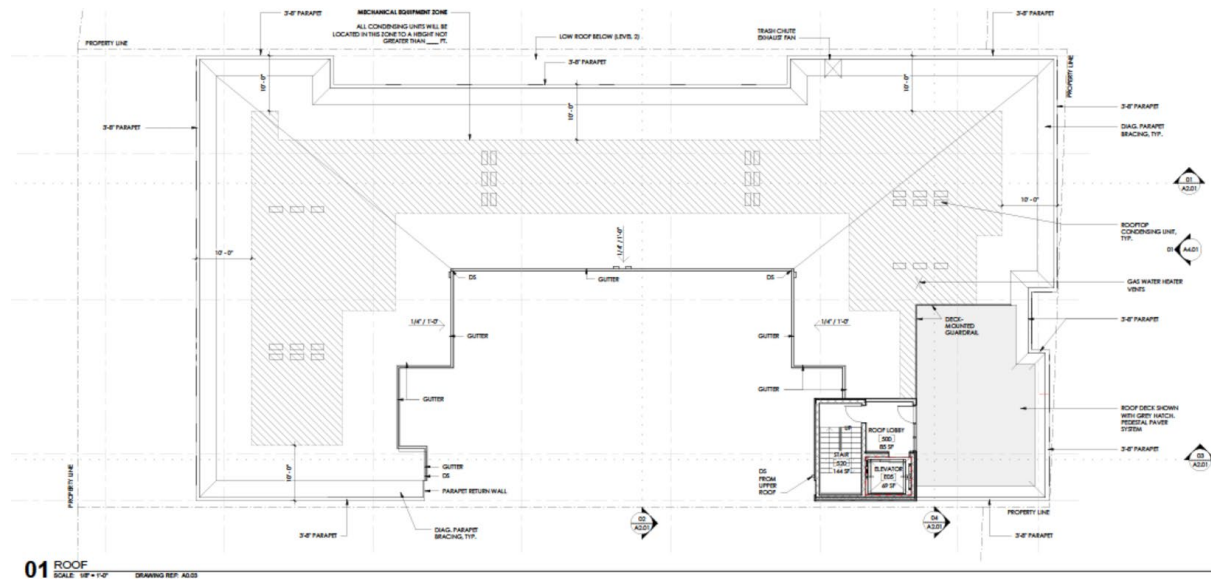 3'-8" PARAPET
MECHANICAL EQUIPMENT ZONE
ALL CONDENSING UNITS WILL BE
LOCATED IN THIS ZONE TO A HEIGHT NOT
GREATER THAN ____ FT.
LOW ROOF BELOW (LEVEL 2)
TRASH CHUTE
EXHAUST FAN
3'-8" PARAPET
PROPERTY LINE
3'-8" PARAPET
PROPERTY LINE
10' - 0"
10' - 0"
10' - 0"
3'-8" PARAPET
3'-8" PARAPET
DIAG. PARAPET
BRACING, TYP.
01
A2.01
10' - 0"
10' - 0"
ROOFTOP
CONDENSING UNIT,
TYP.
01
A4.01
1/4" / 1'-0"
DS
GUTTER
DS
GAS WATER HEATER
VENTS
1/4" / 1'-0"
GUTTER
GUTTER
1/4" / 1'-0"
DECK-
MOUNTED
GUARDRAIL
3'-8" PARAPET
GUTTER
GUTTER
ROOF DECK SHOWN
WITH GREY HATCH.
PEDESTAL PAVER
SYSTEM
UP
ROOF LOBBY
500
85 SF
STAIR
520
144 SF
ELEVATOR
E05
69 SF
3'-8" PARAPET
03
A2.01
10' - 0"
PROPERTY LINE
GUTTER
DS
PARAPET RETURN WALL
DS
FROM
UPPER
ROOF
PROPERTY LINE
3'-8" PARAPET
DIAG. PARAPET
BRACING, TYP.
02
A2.01
04
A2.01
3'-8" PARAPET
01 ROOF
SCALE: 1/8" = 1'-0" DRAWING REF: A0.03